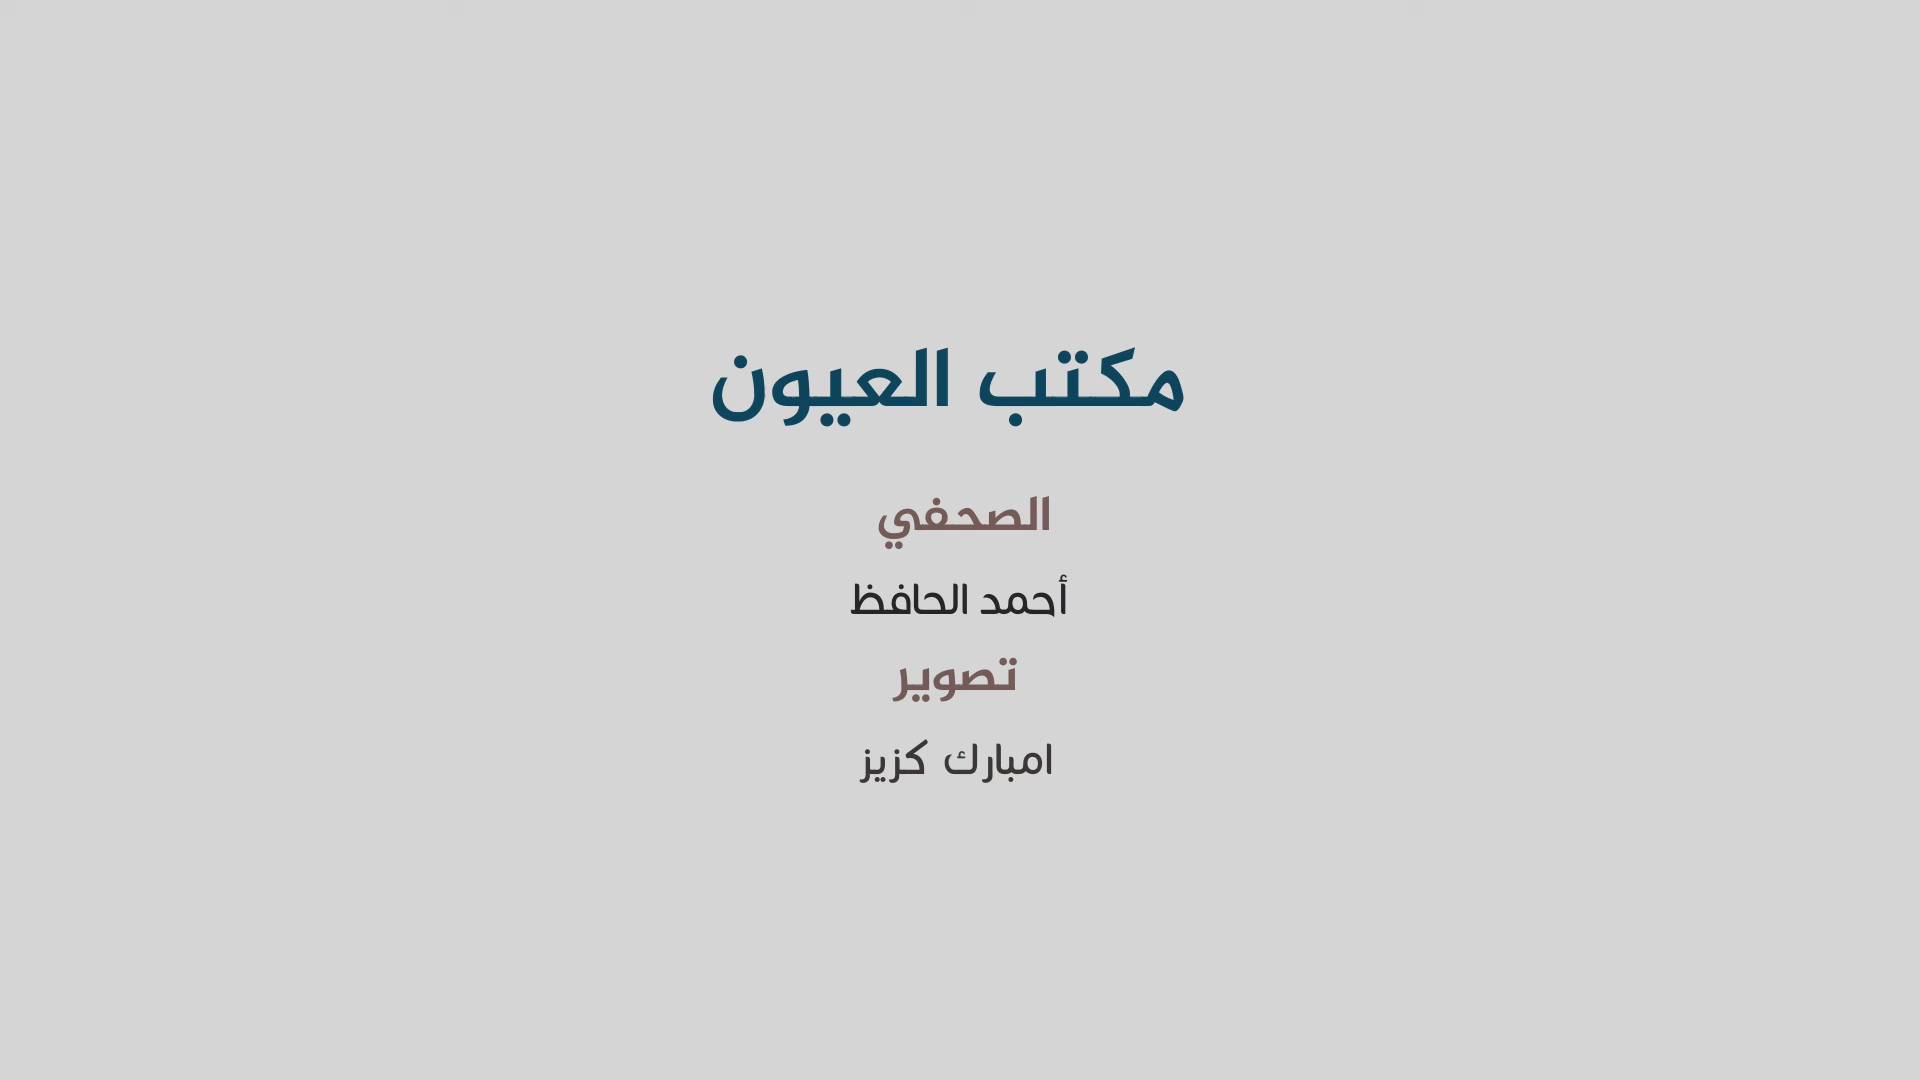 مكتب العيون
الصحفي
أحمد الحافظ
تصوير
امبارك كزيز